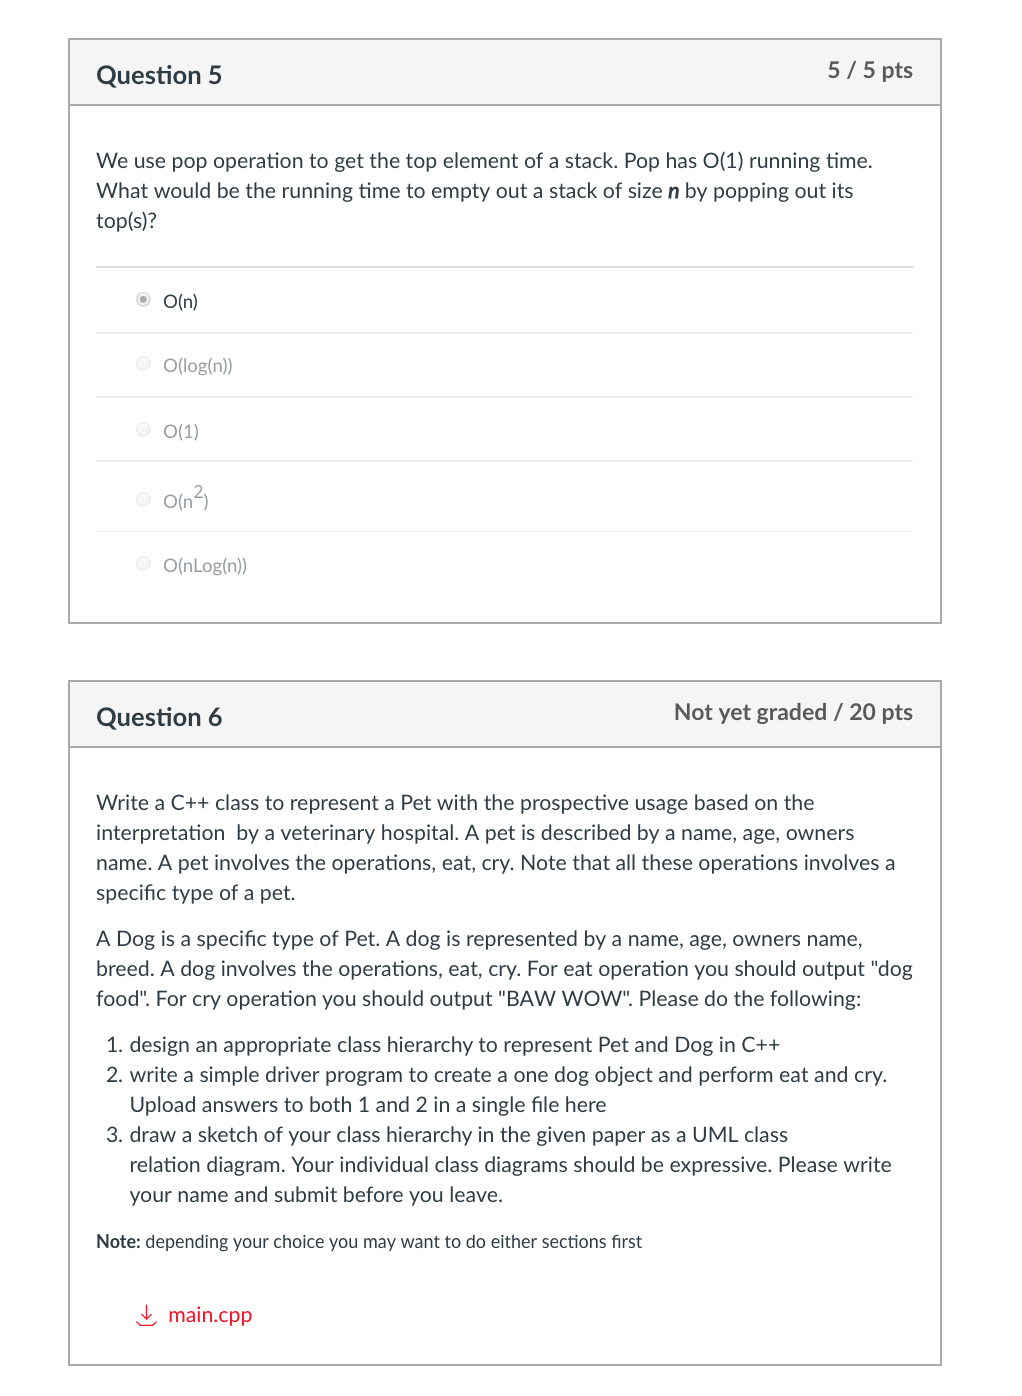 Question 5
5 / 5 pts
We use pop operation to get the top element of a stack. Pop has O(1) running time.
What would be the running time to empty out a stack of size n by popping out its
top(s)?
O(n)
O(log(n))
O(1)
O(n2)
O(nLog(n))
Question 6
Not yet graded / 20 pts
Write a C++ class to represent a Pet with the prospective usage based on the
interpretation  by a veterinary hospital. A pet is described by a name, age, owners
name. A pet involves the operations, eat, cry. Note that all these operations involves a
specific type of a pet.
A Dog is a specific type of Pet. A dog is represented by a name, age, owners name,
breed. A dog involves the operations, eat, cry. For eat operation you should output "dog
food". For cry operation you should output "BAW WOW". Please do the following:
1. design an appropriate class hierarchy to represent Pet and Dog in C++
2. write a simple driver program to create a one dog object and perform eat and cry.
Upload answers to both 1 and 2 in a single file here
3. draw a sketch of your class hierarchy in the given paper as a UML class
relation diagram. Your individual class diagrams should be expressive. Please write
your name and submit before you leave.
Note: depending your choice you may want to do either sections first
main.cpp